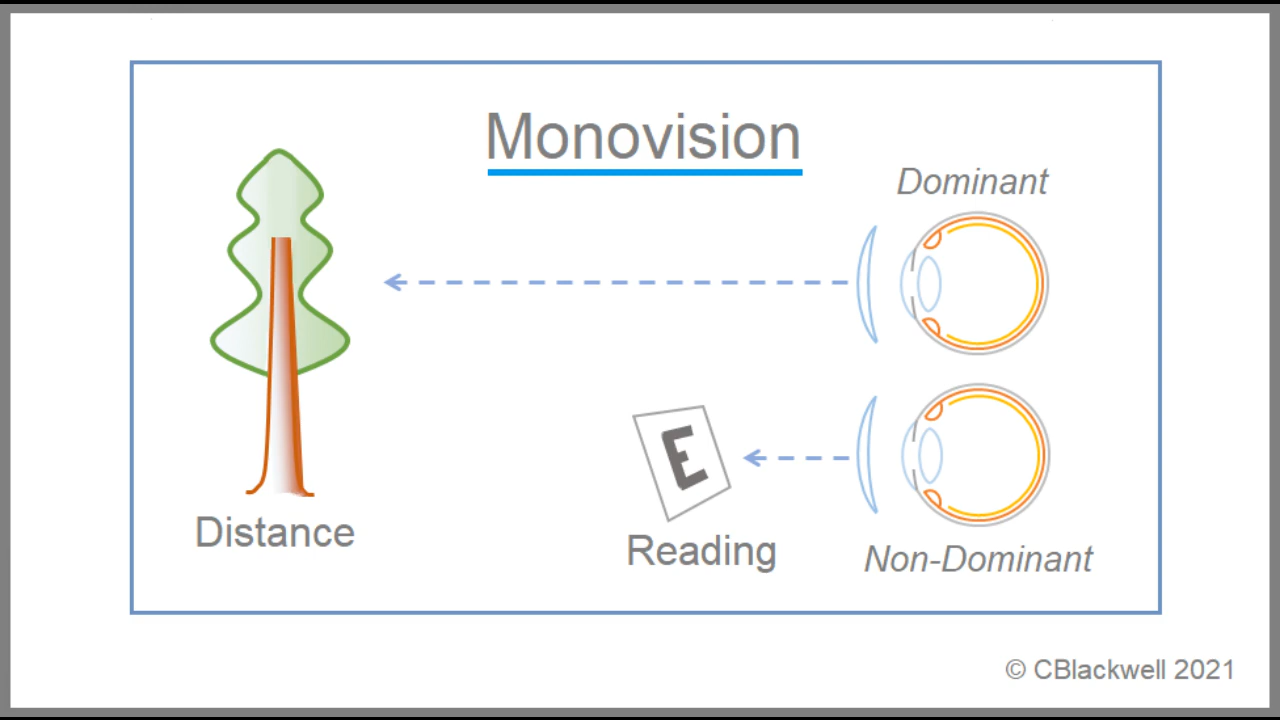 Monovision
Dominant
Distance
E
Reading
Non-Dominant
© CBlackwell 2021